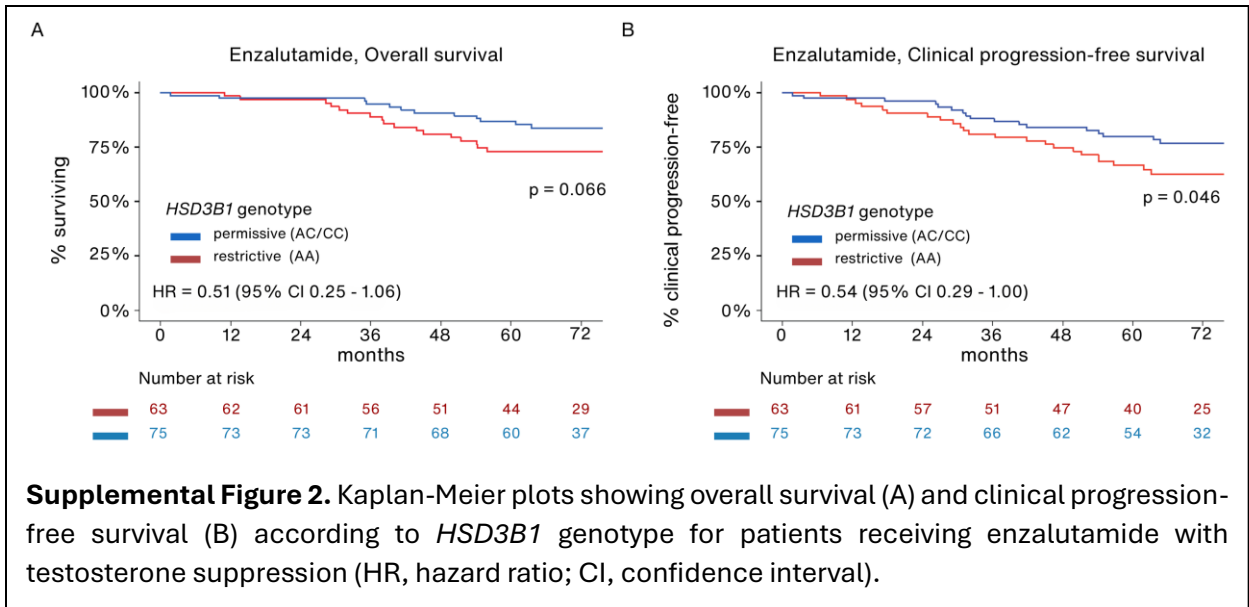 A
Enzalutamide, Overall survival
100%
75%
50%
25%
0%
% surviving
p = 0.066
HSD3B1 genotype
permissive (AC/CC)
restrictive (AA)
HR = 0.51 (95% CI 0.25 - 1.06)
0 12 24 36 48 60 72
months
Number at risk
63 62 61 56 51 44 29
75 73 73 71 68 60 37
B
Enzalutamide, Clinical progression-free survival
100%
75%
50%
25%
0%
% clinical progression-free
p = 0.046
HSD3B1 genotype
permissive (AC/CC)
restrictive (AA)
HR = 0.54 (95% CI 0.29 - 1.00)
0 12 24 36 48 60 72
months
Number at risk
63 61 57 51 47 40 25
75 73 72 66 62 54 32
Supplemental Figure 2. Kaplan-Meier plots showing overall survival (A) and clinical progression-
free survival (B) according to HSD3B1 genotype for patients receiving enzalutamide with
testosterone suppression (HR, hazard ratio; CI, confidence interval).